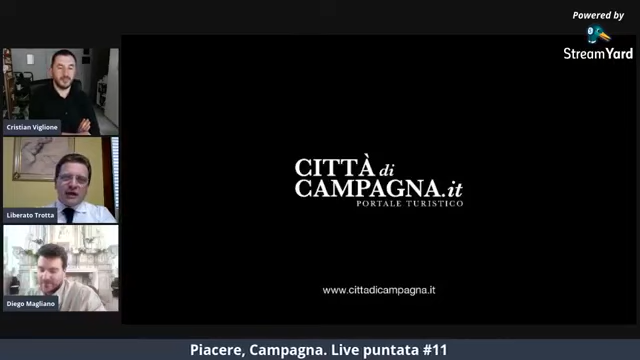 Powered by
StreamYard
Cristian Viglione
Liberato Trotta
Diego Magliano
CITTÀ di
CAMPAGNA.it
PORTALE TURISTICO
www.cittadicampagna.it
Piacere, Campagna. Live puntata #11